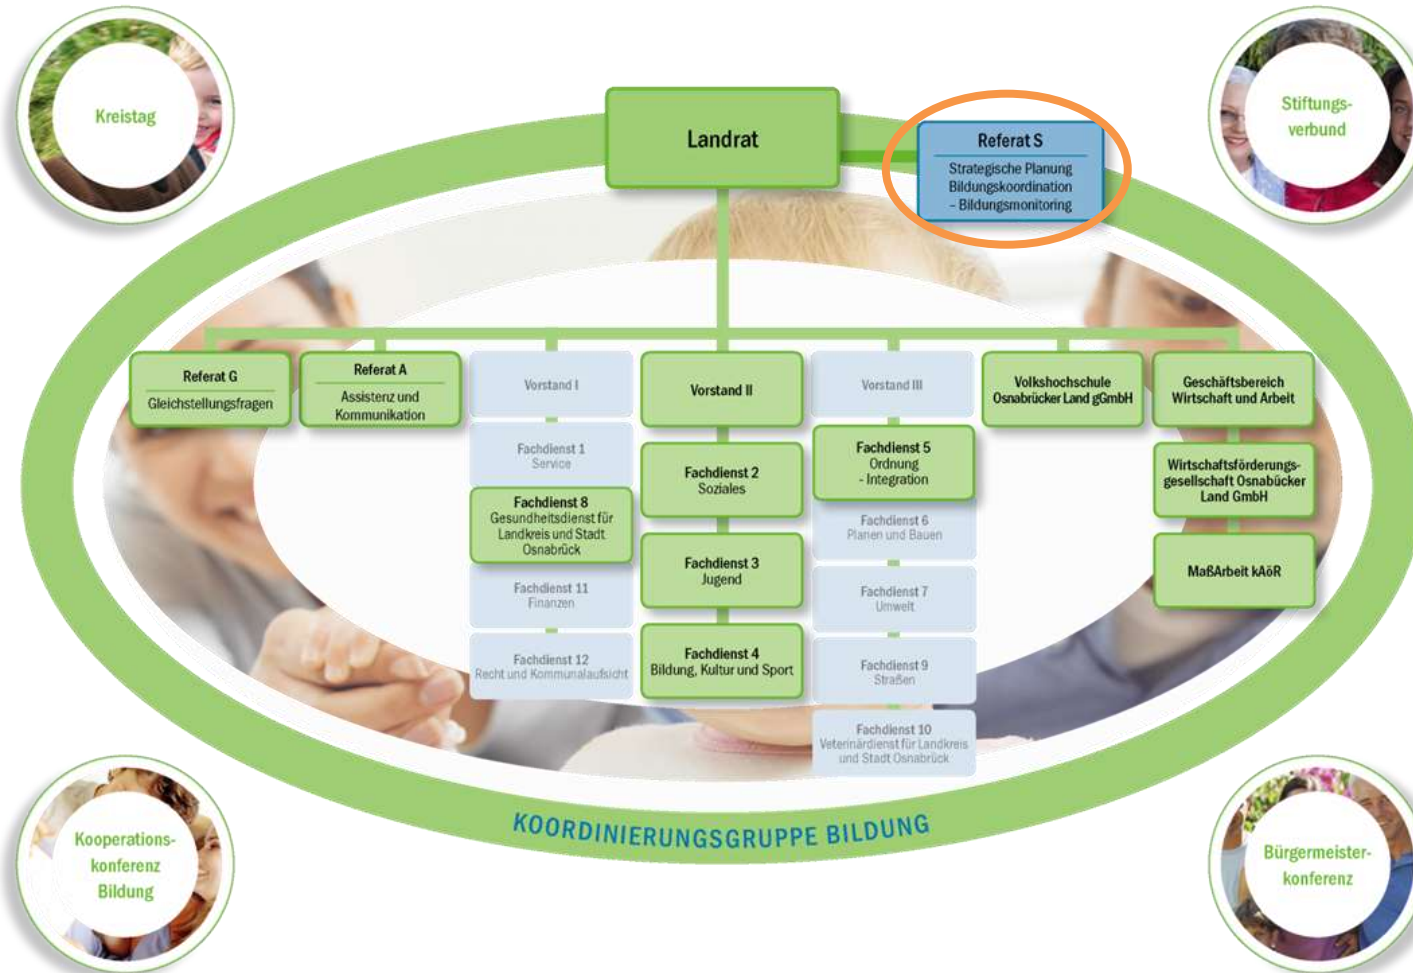 Kreistag
Stiftungs-
verbund
Landrat
Referat S
Strategische Planung
Bildungskoordination
- Bildungsmonitoring
Referat G
Gleichstellungsfragen
Referat A
Assistenz und
Kommunikation
Vorstand I
Fachdienst 1
Service
Fachdienst 8
Gesundheitsdienst für
Landkreis und Stadt
Osnabrück
Fachdienst 11
Finanzen
Fachdienst 12
Recht und Kommunalaufsicht
Vorstand II
Fachdienst 2
Soziales
Fachdienst 3
Jugend
Fachdienst 4
Bildung, Kultur und Sport
Vorstand III
Fachdienst 5
Ordnung
- Integration
Fachdienst 6
Planen und Bauen
Fachdienst 7
Umwelt
Fachdienst 9
Straßen
Fachdienst 10
Veterinärdienst für Landkreis
und Stadt Osnabrück
Volkshochschule
Osnabrücker Land gGmbH
Geschäftsbereich
Wirtschaft und Arbeit
Wirtschaftsförderungs-
gesellschaft Osnabücker
Land GmbH
MaßArbeit kAöR
KOORDINIERUNGSGRUPPE BILDUNG
Kooperations-
konferenz
Bildung
Bürgermeister-
konferenz